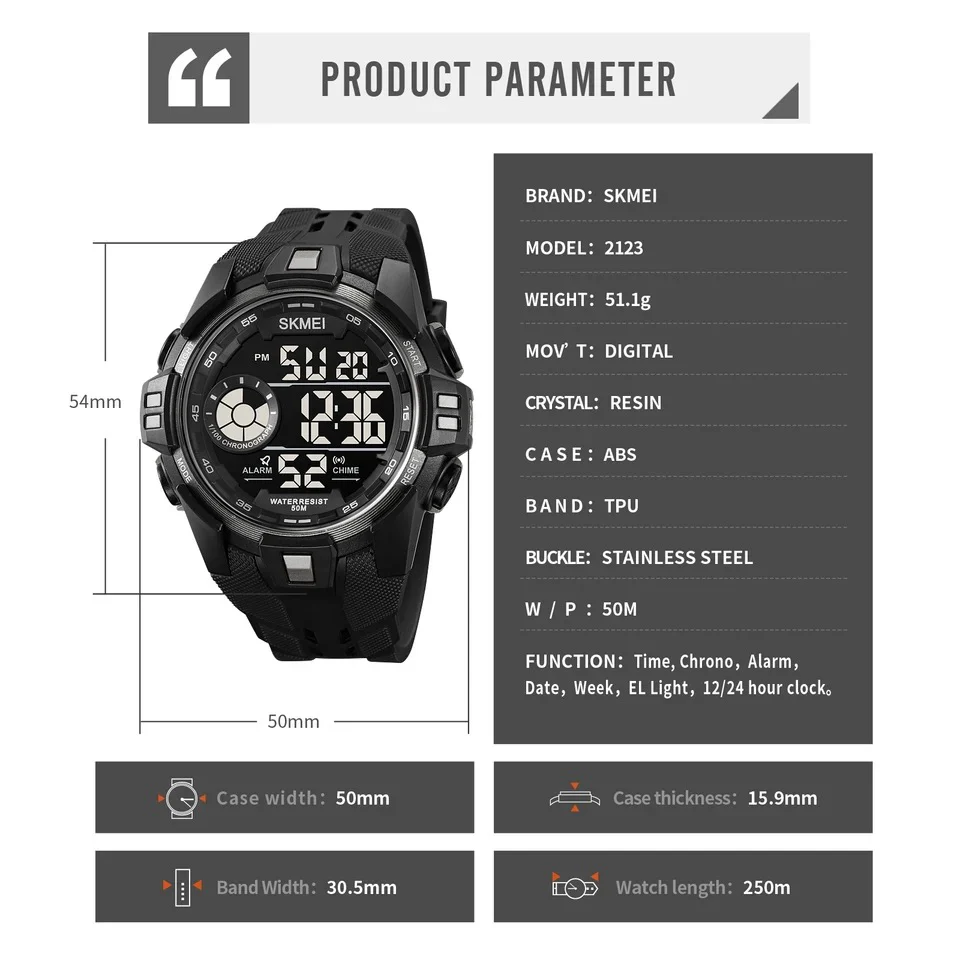 PRODUCT PARAMETER
BRAND: SKMEI
MODEL: 2123
WEIGHT: 51.1g
MOV' T: DIGITAL
CRYSTAL: RESIN
CASE: ABS
BAND: TPU
BUCKLE: STAINLESS STEEL
W / P : 50M
FUNCTION: Time, Chrono, Alarm,
Date, Week, EL Light, 12/24 hour clock。
54mm
50mm
SKMEI
55
05
50
10
45
15
40
20
35
25
LIGHT
START
MODE
RESET
PM
SU 20
12:36
1/100 CHRONOGRAPH
ALARM
52
CHIME
WATERRESIST
50M
Case width: 50mm
Case thickness: 15.9mm
Band Width: 30.5mm
Watch length: 250m